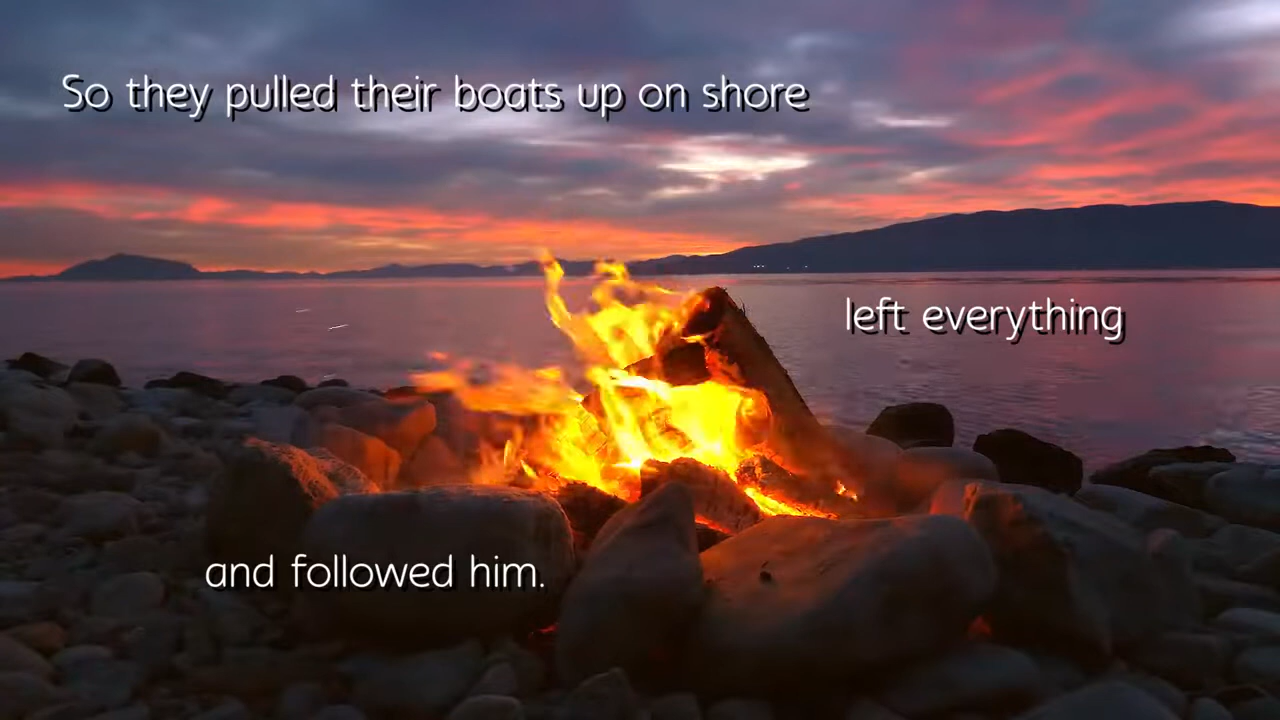 So they pulled their boats up on shore
left everything
and followed him.